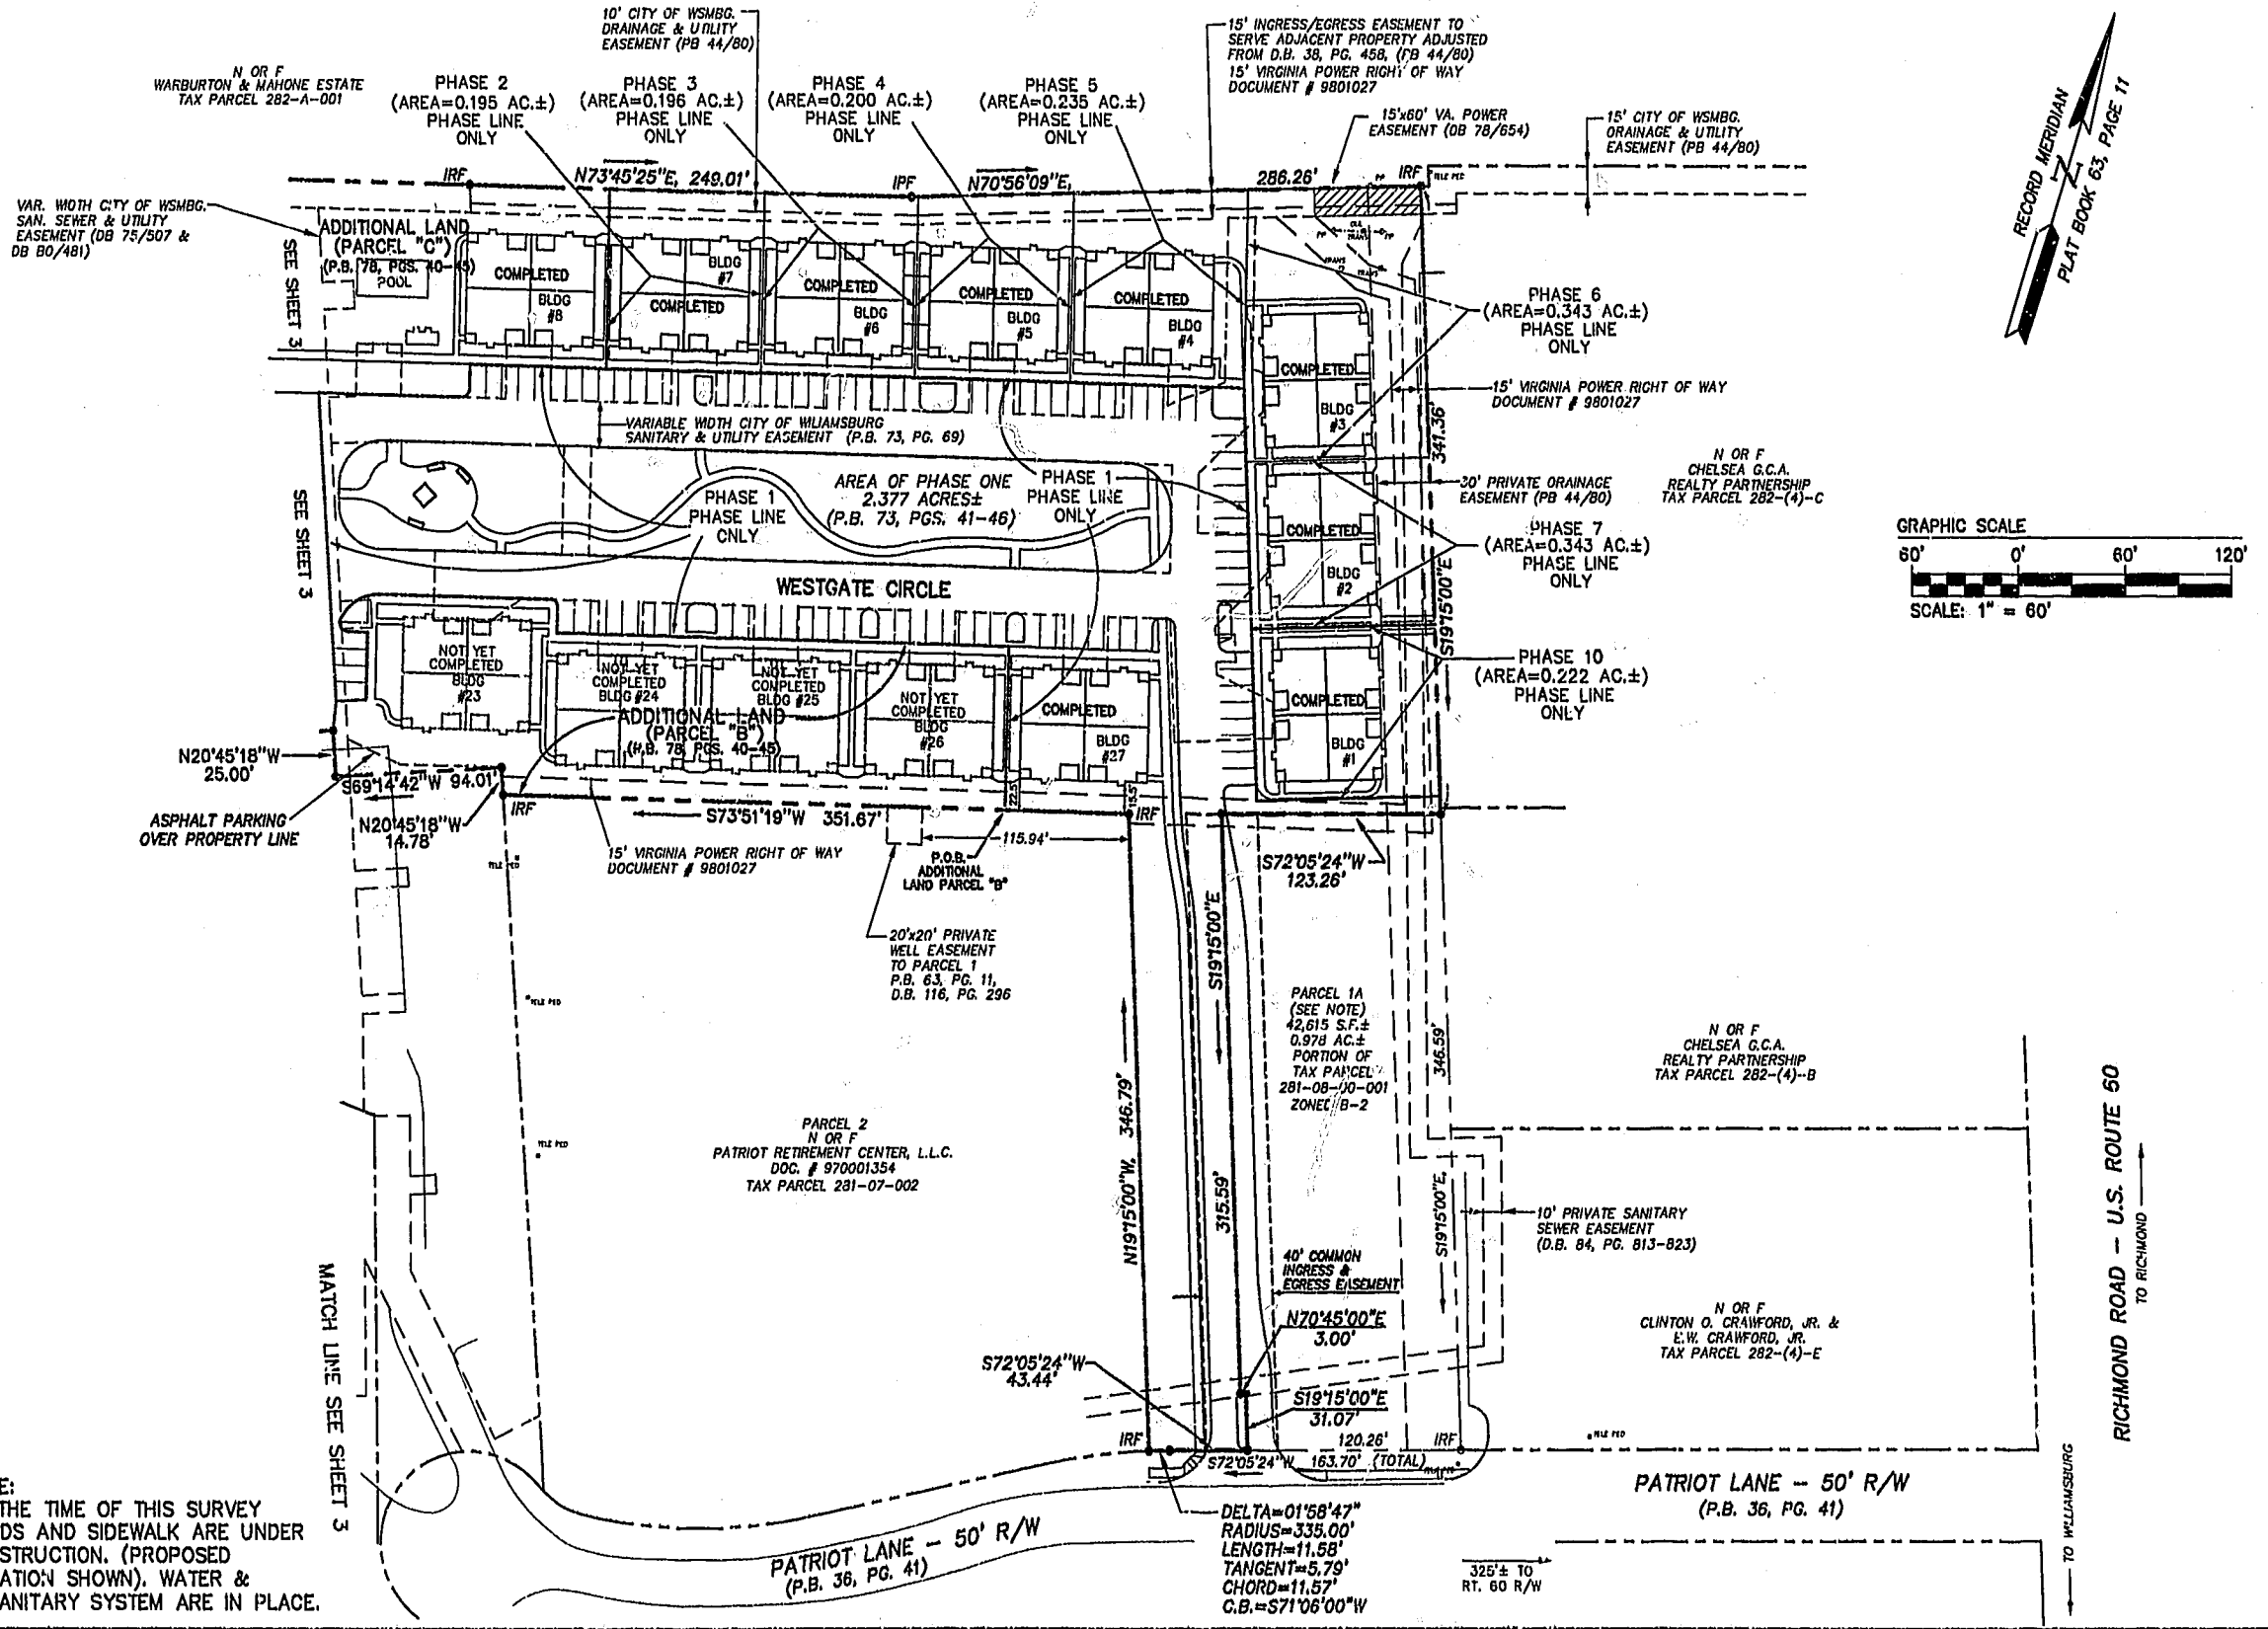 10' CITY OF WSMBG.
DRAINAGE & UTILITY
EASEMENT (PB 44/80)
15' INGRESS/EGRESS EASEMENT TO
SERVE ADJACENT PROPERTY ADJUSTED
FROM D.B. 38, PG. 458, (PB 44/80)
15' VIRGINIA POWER RIGHT OF WAY
DOCUMENT # 9801027
N OR F
WARBURTON & MAHONE ESTATE
TAX PARCEL 282-A-001
PHASE 2
(AREA=0.195 AC.±)
PHASE LINE
ONLY
PHASE 3
(AREA=0.196 AC.±)
PHASE LINE
ONLY
PHASE 4
(AREA=0.200 AC.±)
PHASE LINE
ONLY
PHASE 5
(AREA=0.235 AC.±)
PHASE LINE
ONLY
15'x60' VA. POWER
EASEMENT (DB 78/654)
15' CITY OF WSMBG.
DRAINAGE & UTILITY
EASEMENT (PB 44/80)
RECORD MERIDIAN
PLAT BOOK 63, PAGE 11
N
IRF
N73°45'25"E, 249.01'
IPF
N70°56'09"E,
286.26'
IRF
TELE PED
VAR. WIDTH CITY OF WSMBG.
SAN. SEWER & UTILITY
EASEMENT (DB 75/507 &
DB 80/481)
ADDITIONAL LAND
(PARCEL "C")
(P.B. 78, PGS. 40-45)
POOL
SEE SHEET 3
COMPLETED
BLDG
#8
BLDG
#7
COMPLETED
COMPLETED
BLDG
#6
COMPLETED
BLDG
#5
COMPLETED
BLDG
#4
PHASE 6
(AREA=0.343 AC.±)
PHASE LINE
ONLY
COMPLETED
BLDG
#3
15' VIRGINIA POWER RIGHT OF WAY
DOCUMENT # 9801027
341.36'
VARIABLE WIDTH CITY OF WILIAMSBURG
SANITARY & UTILITY EASEMENT (P.B. 73, PG. 69)
N OR F
CHELSEA G.C.A.
REALTY PARTNERSHIP
TAX PARCEL 282-(4)-C
30' PRIVATE DRAINAGE
EASEMENT (PB 44/80)
AREA OF PHASE ONE
2.377 ACRES±
(P.B. 73, PGS. 41-46)
PHASE 1
PHASE LINE
ONLY
PHASE 1
PHASE LINE
ONLY
SEE SHEET 3
COMPLETED
BLDG
#2
PHASE 7
(AREA=0.343 AC.±)
PHASE LINE
ONLY
GRAPHIC SCALE
60' 0' 60' 120'
SCALE: 1" = 60'
WESTGATE CIRCLE
S19°15'00"E
PHASE 10
(AREA=0.222 AC.±)
PHASE LINE
ONLY
NOT YET
COMPLETED
BLDG
#23
NOT YET
COMPLETED
BLDG #24
NOT YET
COMPLETED
BLDG #25
NOT YET
COMPLETED
BLDG
#26
COMPLETED
BLDG
#27
COMPLETED
BLDG
#1
ADDITIONAL LAND
(PARCEL "B")
(P.B. 78, PGS. 40-45)
N20°45'18"W
25.00'
S69°14'42"W 94.01'
ASPHALT PARKING
OVER PROPERTY LINE
N20°45'18"W
14.78'
IRF
S73°51'19"W 351.67'
22.5'
15.5'
IRF
115.94'
15' VIRGINIA POWER RIGHT OF WAY
DOCUMENT # 9801027
P.O.B.
ADDITIONAL
LAND PARCEL "B"
S72°05'24"W
123.26'
TELE PED
20'x20' PRIVATE
WELL EASEMENT
TO PARCEL 1
P.B. 63, PG. 11,
D.B. 116, PG. 296
S19°15'00"E
TELE PED
PARCEL 1A
(SEE NOTE)
42,615 S.F.±
0.978 AC.±
PORTION OF
TAX PARCEL
281-08-00-001
ZONED B-2
346.59'
N OR F
CHELSEA G.C.A.
REALTY PARTNERSHIP
TAX PARCEL 282-(4)-B
PARCEL 2
N OR F
PATRIOT RETIREMENT CENTER, L.L.C.
DOC. # 970001354
TAX PARCEL 281-07-002
TELE PED
N19°15'00"W, 346.79'
315.59'
S19°15'00"E,
10' PRIVATE SANITARY
SEWER EASEMENT
(D.B. 84, PG. 813-823)
40' COMMON
INGRESS &
EGRESS EASEMENT
N70°45'00"E
3.00'
N OR F
CLINTON O. CRAWFORD, JR. &
E.W. CRAWFORD, JR.
TAX PARCEL 282-(4)-E
RICHMOND ROAD - U.S. ROUTE 60
TO RICHMOND
TO WILLIAMSBURG
MATCH LINE SEE SHEET 3
S72°05'24"W
43.44'
S19°15'00"E
31.07'
IRF
120.26'
IRF
TELE PED
S72°05'24"W 163.70' (TOTAL)
PATRIOT LANE - 50' R/W
(P.B. 36, PG. 41)
DELTA=01°58'47"
RADIUS=335.00'
LENGTH=11.58'
TANGENT=5.79'
CHORD=11.57'
C.B.=S71°06'00"W
325'± TO
RT. 60 R/W
PATRIOT LANE - 50' R/W
(P.B. 36, PG. 41)
E:
THE TIME OF THIS SURVEY
DS AND SIDEWALK ARE UNDER
STRUCTION. (PROPOSED
ATION SHOWN). WATER &
ANITARY SYSTEM ARE IN PLACE.